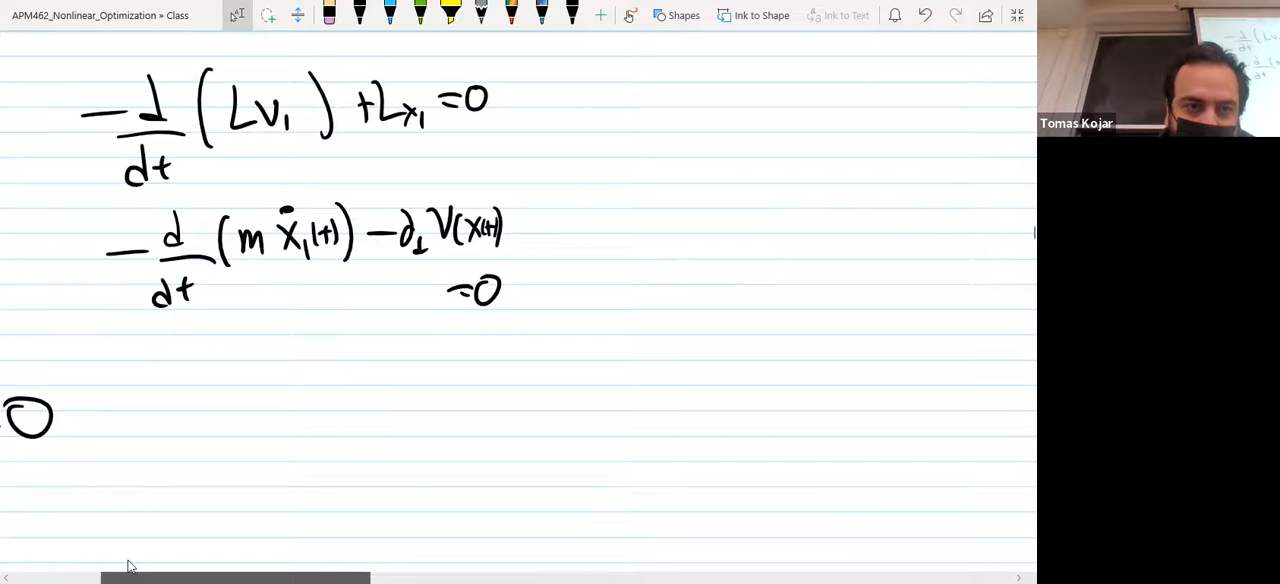 APM462_Nonlinear_Optimization » Class
Shapes
Ink to Shape
Ink to Text
Tomas Kojar
-d/dt (Lv₁) + Lx₁ = 0
-d/dt (m ẋ₁(t)) - ∂₁V(x(t))
= 0
0